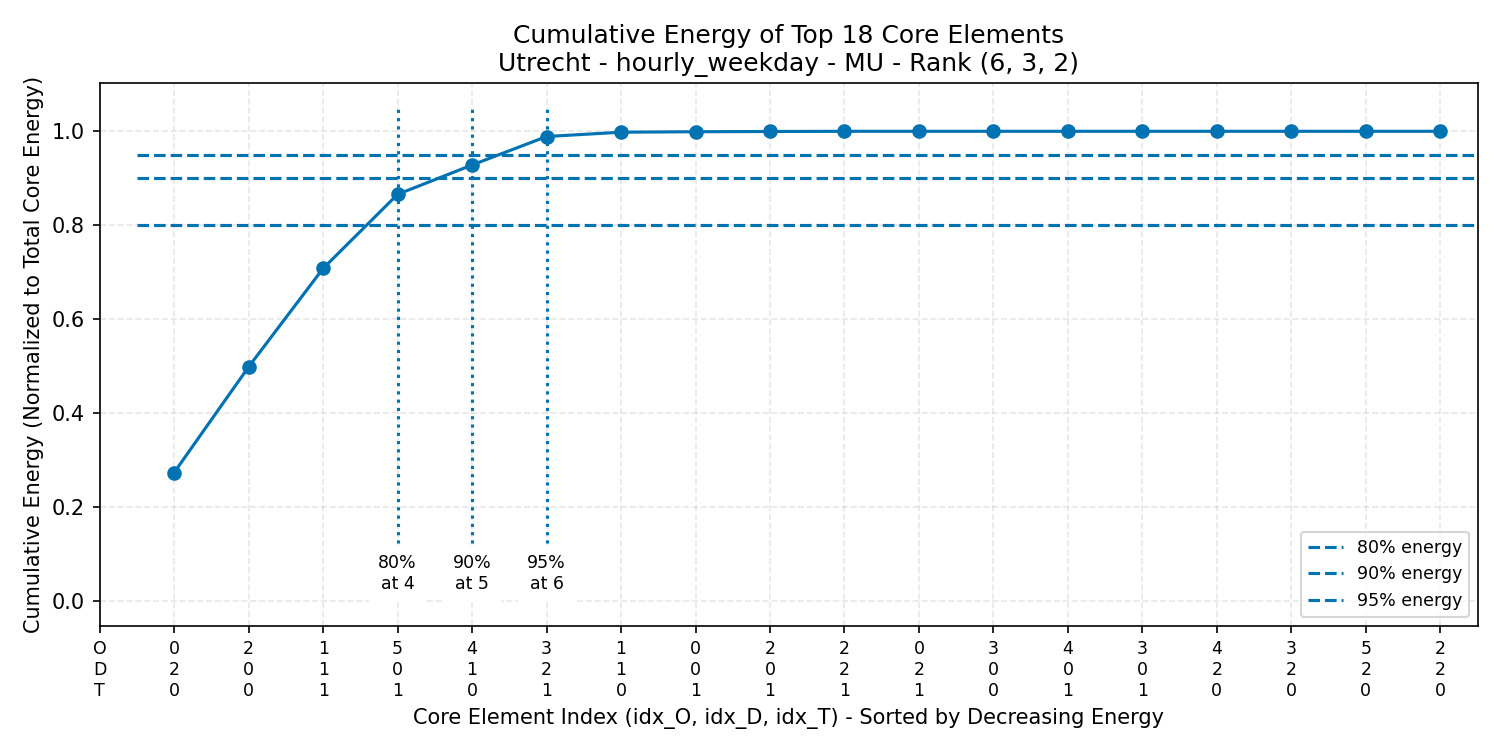 Cumulative Energy of Top 18 Core Elements
Utrecht - hourly_weekday - MU - Rank (6, 3, 2)
Cumulative Energy (Normalized to Total Core Energy)
1.0
0.8
0.6
0.4
0.2
0.0
80% at 4
90% at 5
95% at 6
80% energy
90% energy
95% energy
O 0 2 1 5 4 3 1 0 2 2 0 3 4 3 4 3 5 2
D 2 0 1 0 1 2 1 0 0 2 2 0 0 0 2 2 2 2
T 0 0 1 1 0 1 0 1 1 1 1 0 1 1 0 0 0 0
Core Element Index (idx_O, idx_D, idx_T) - Sorted by Decreasing Energy